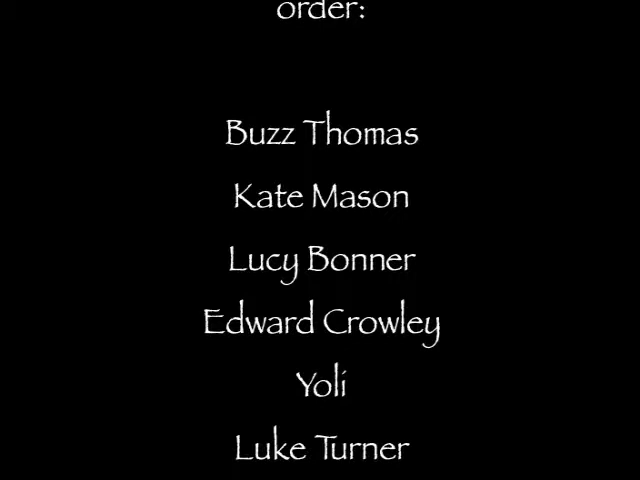 order:
Buzz Thomas
Kate Mason
Lucy Bonner
Edward Crowley
Yoli
Luke Turner